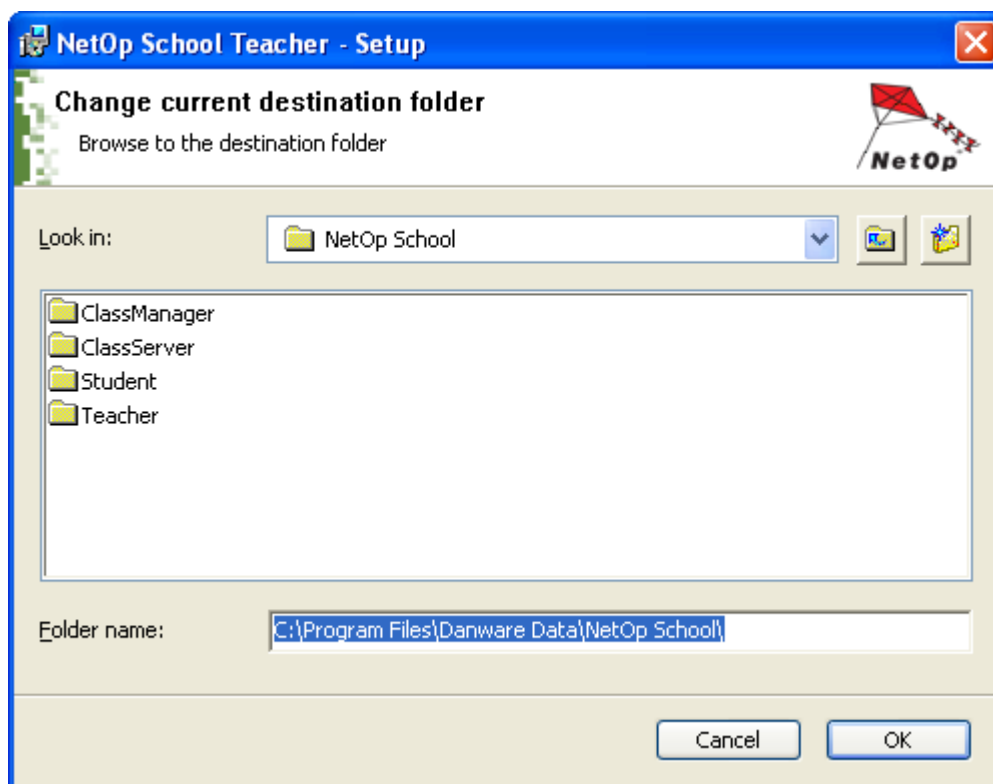 NetOp School Teacher - Setup
Change current destination folder
Browse to the destination folder
NetOp
Look in:
NetOp School
ClassManager
ClassServer
Student
Teacher
Folder name:
C:\Program Files\Danware Data\NetOp School\
Cancel
OK